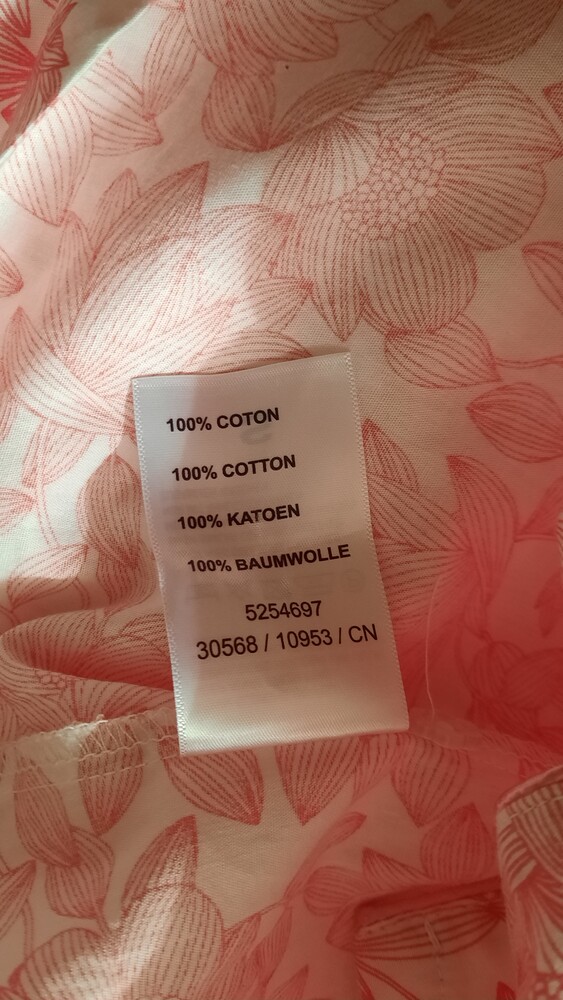 100% COTON
100% COTTON
100% KATOEN
100% BAUMWOLLE
5254697
30568 / 10953 / CN